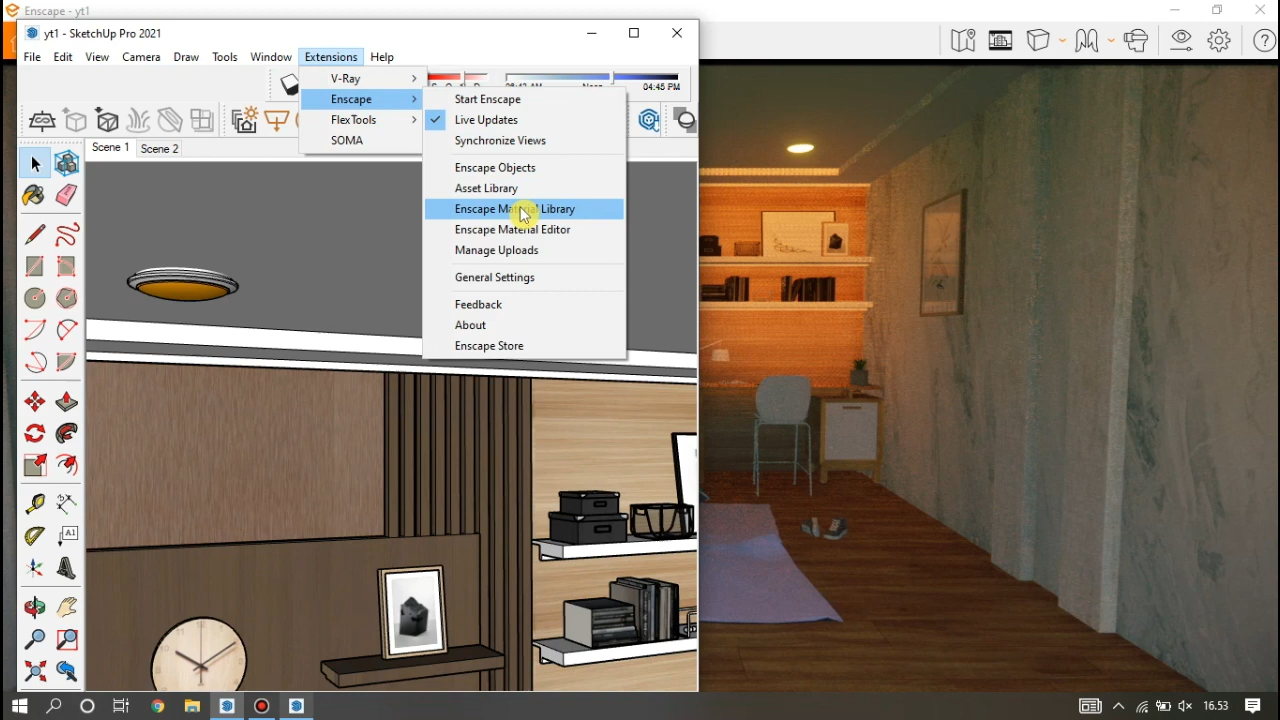 Enscape - yt1
yt1 - SketchUp Pro 2021
File Edit View Camera Draw Tools Window Extensions Help
V-Ray
Enscape
FlexTools
SOMA
Start Enscape
Live Updates
Synchronize Views
Enscape Objects
Asset Library
Enscape Material Library
Enscape Material Editor
Manage Uploads
General Settings
Feedback
About
Enscape Store
Noon
04:45 PM
Scene 1 Scene 2
A1
16.53